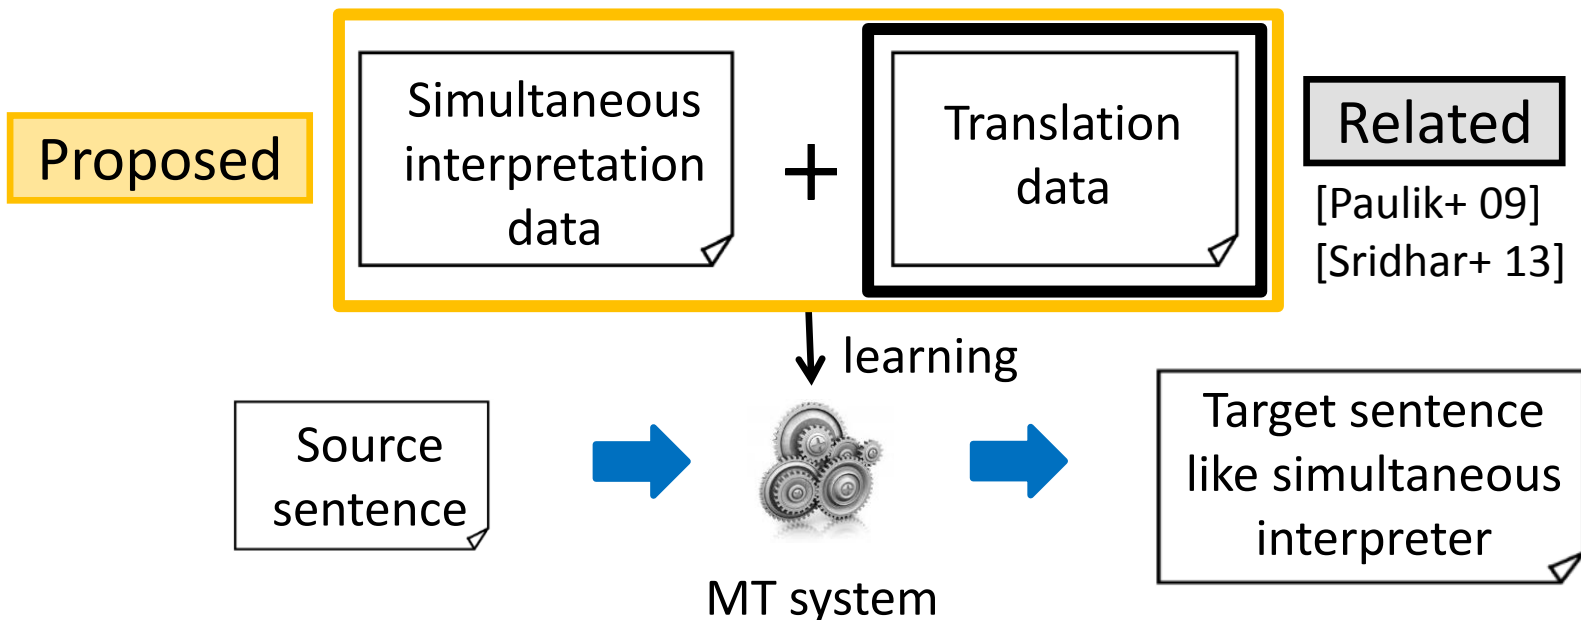 Proposed
Simultaneous
interpretation
data
+
Translation
data
Related
[Paulik+ 09]
[Sridhar+ 13]
learning
Source
sentence
MT system
Target sentence
like simultaneous
interpreter